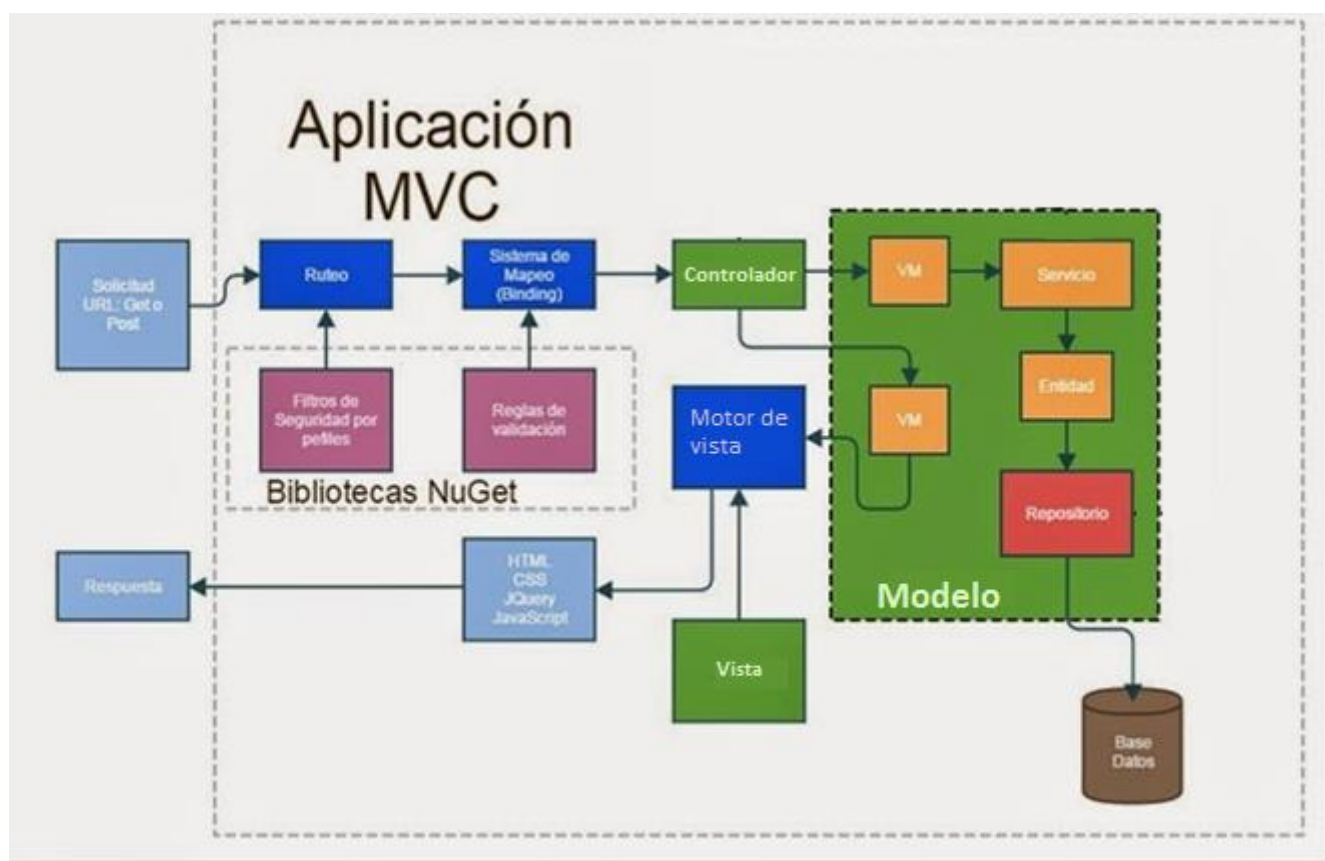 Aplicación
MVC
Solicitud
URL: Get o
Post
Ruteo
Sistema de
Mapeo
(Binding)
Controlador
VM
Servicio
Filtros de
Seguridad por
pefiles
Reglas de
validación
Bibliotecas NuGet
Motor de
vista
VM
Entidad
Repositorio
Modelo
Respuesta
HTML
CSS
JQuery
JavaScript
Vista
Base
Datos